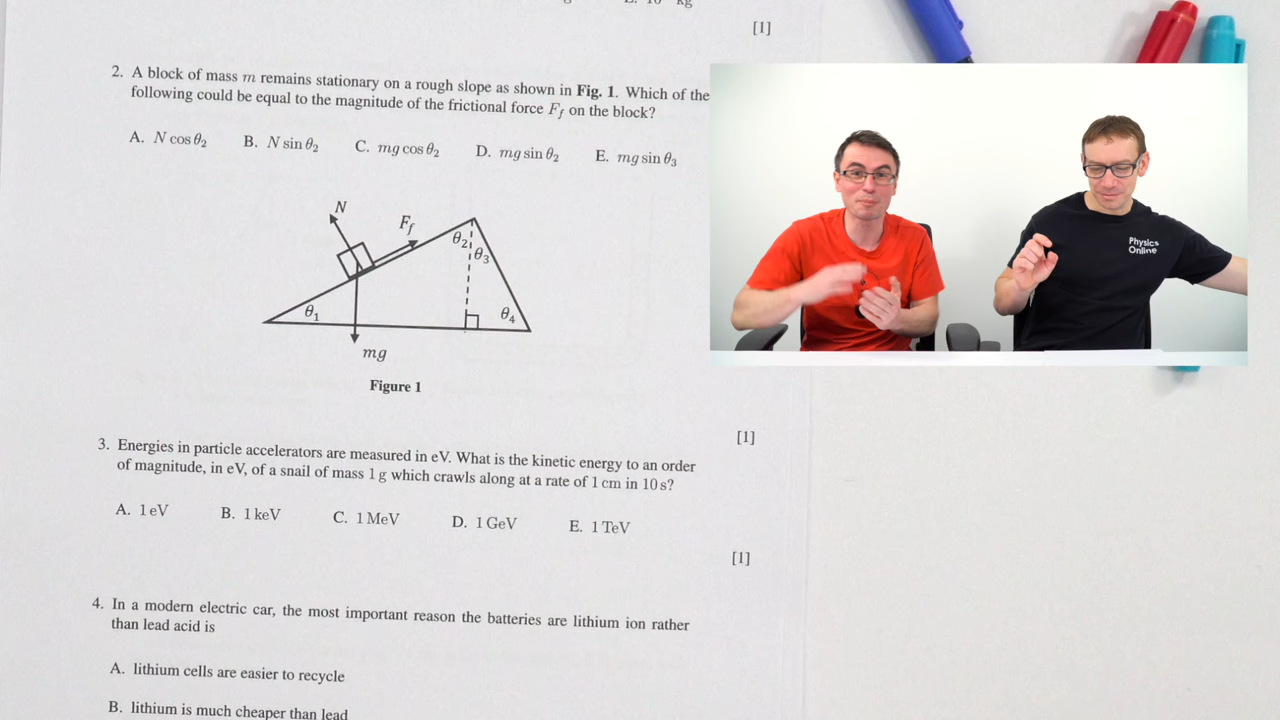 [1]
2. A block of mass m remains stationary on a rough slope as shown in Fig. 1. Which of the
following could be equal to the magnitude of the frictional force F_f on the block?
A. N cos θ₂ B. N sin θ₂ C. mg cos θ₂ D. mg sin θ₂ E. mg sin θ₃
N
F_f
θ₂
θ₃
θ₁
θ₄
mg
Figure 1
Physics
Online
[1]
3. Energies in particle accelerators are measured in eV. What is the kinetic energy to an order
of magnitude, in eV, of a snail of mass 1 g which crawls along at a rate of 1 cm in 10 s?
A. 1 eV B. 1 keV C. 1 MeV D. 1 GeV E. 1 TeV
[1]
4. In a modern electric car, the most important reason the batteries are lithium ion rather
than lead acid is
A. lithium cells are easier to recycle
B. lithium is much cheaper than lead